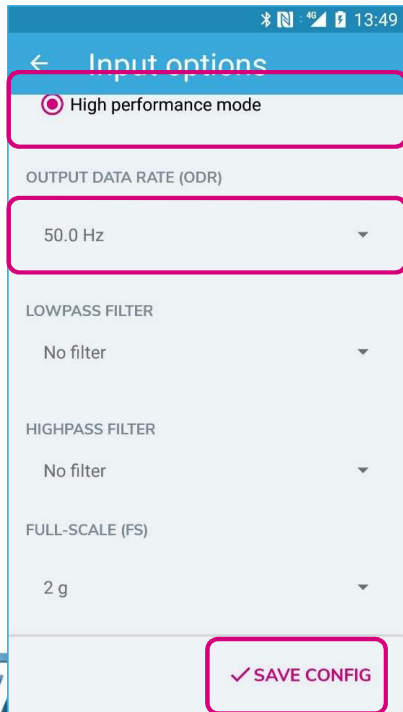 4G 13:49
Input options
High performance mode
OUTPUT DATA RATE (ODR)
50.0 Hz
LOWPASS FILTER
No filter
HIGHPASS FILTER
No filter
FULL-SCALE (FS)
2 g
SAVE CONFIG